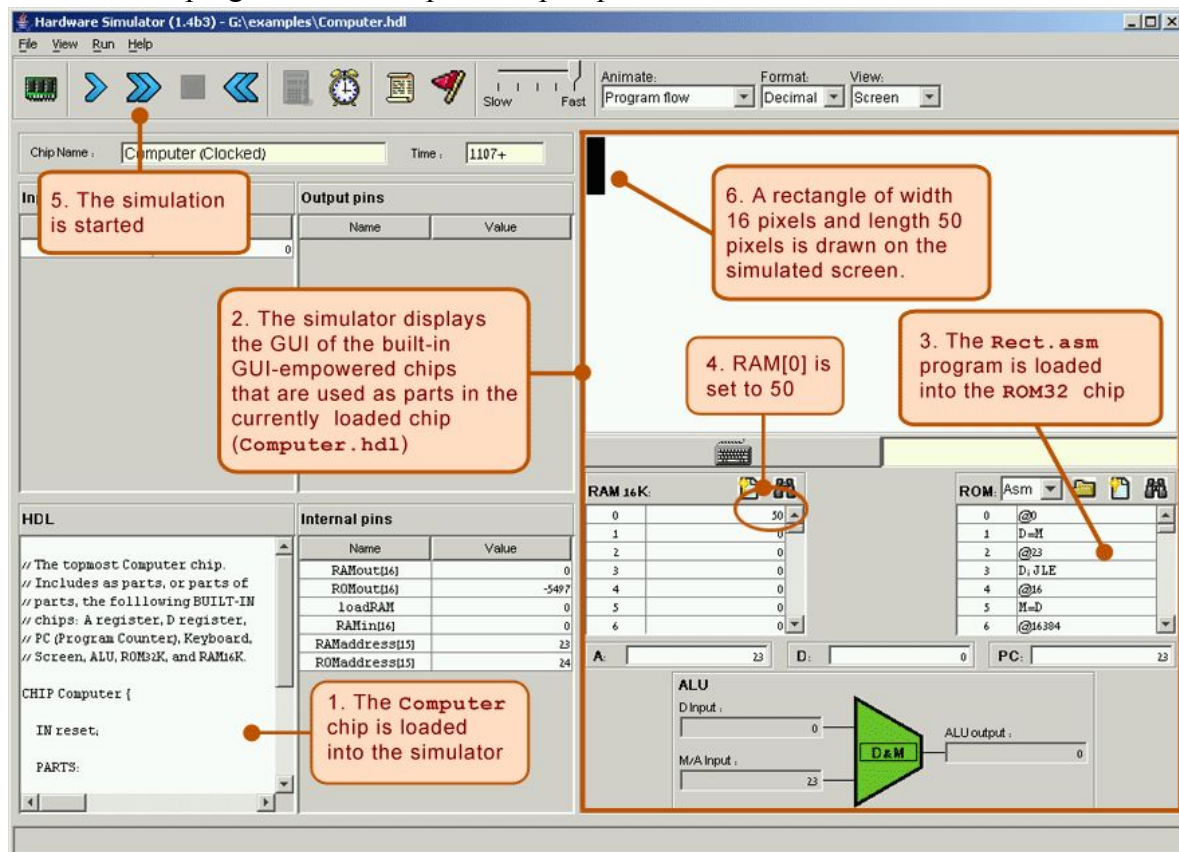 Hardware Simulator (1.4b3) - G:\examples\Computer.hdl
File View Run Help
Slow Fast
Animate: Format: View:
Program flow Decimal Screen
Chip Name : Computer (Clocked) Time : 1107+
5. The simulation
is started
Output pins
Name Value
0
6. A rectangle of width
16 pixels and length 50
pixels is drawn on the
simulated screen.
2. The simulator displays
the GUI of the built-in
GUI-empowered chips
that are used as parts in the
currently loaded chip
(Computer.hdl)
4. RAM[0] is
set to 50
3. The Rect.asm
program is loaded
into the ROM32 chip
RAM 16K:
0 50
1 0
2 0
3 0
4 0
5 0
6 0
ROM: Asm
0 @0
1 D=M
2 @23
3 D;JLE
4 @16
5 M=D
6 @16384
HDL
// The topmost Computer chip.
// Includes as parts, or parts of
// parts, the folllowing BUILT-IN
// chips: A register, D register,
// PC (Program Counter), Keyboard,
// Screen, ALU, ROM32K, and RAM16K.
CHIP Computer {
IN reset;
PARTS:
Internal pins
Name Value
RAMout[16] 0
ROMout[16] -5497
loadRAM 0
RAMin[16] 0
RAMaddress[15] 23
ROMaddress[15] 24
1. The Computer
chip is loaded
into the simulator
A: 23 D: 0 PC: 23
ALU
D Input :
0
M/A Input :
23
D&M
ALU output :
0